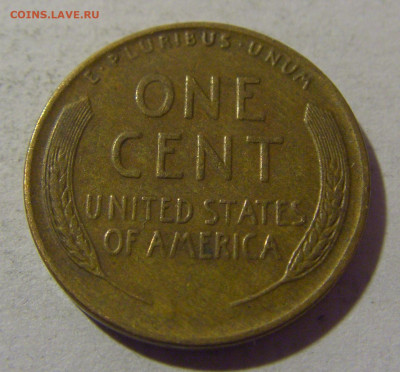 COINS.LAVE.RU
E·PLURIBUS·UNUM
ONE
CENT
UNITED STATES
OF AMERICA